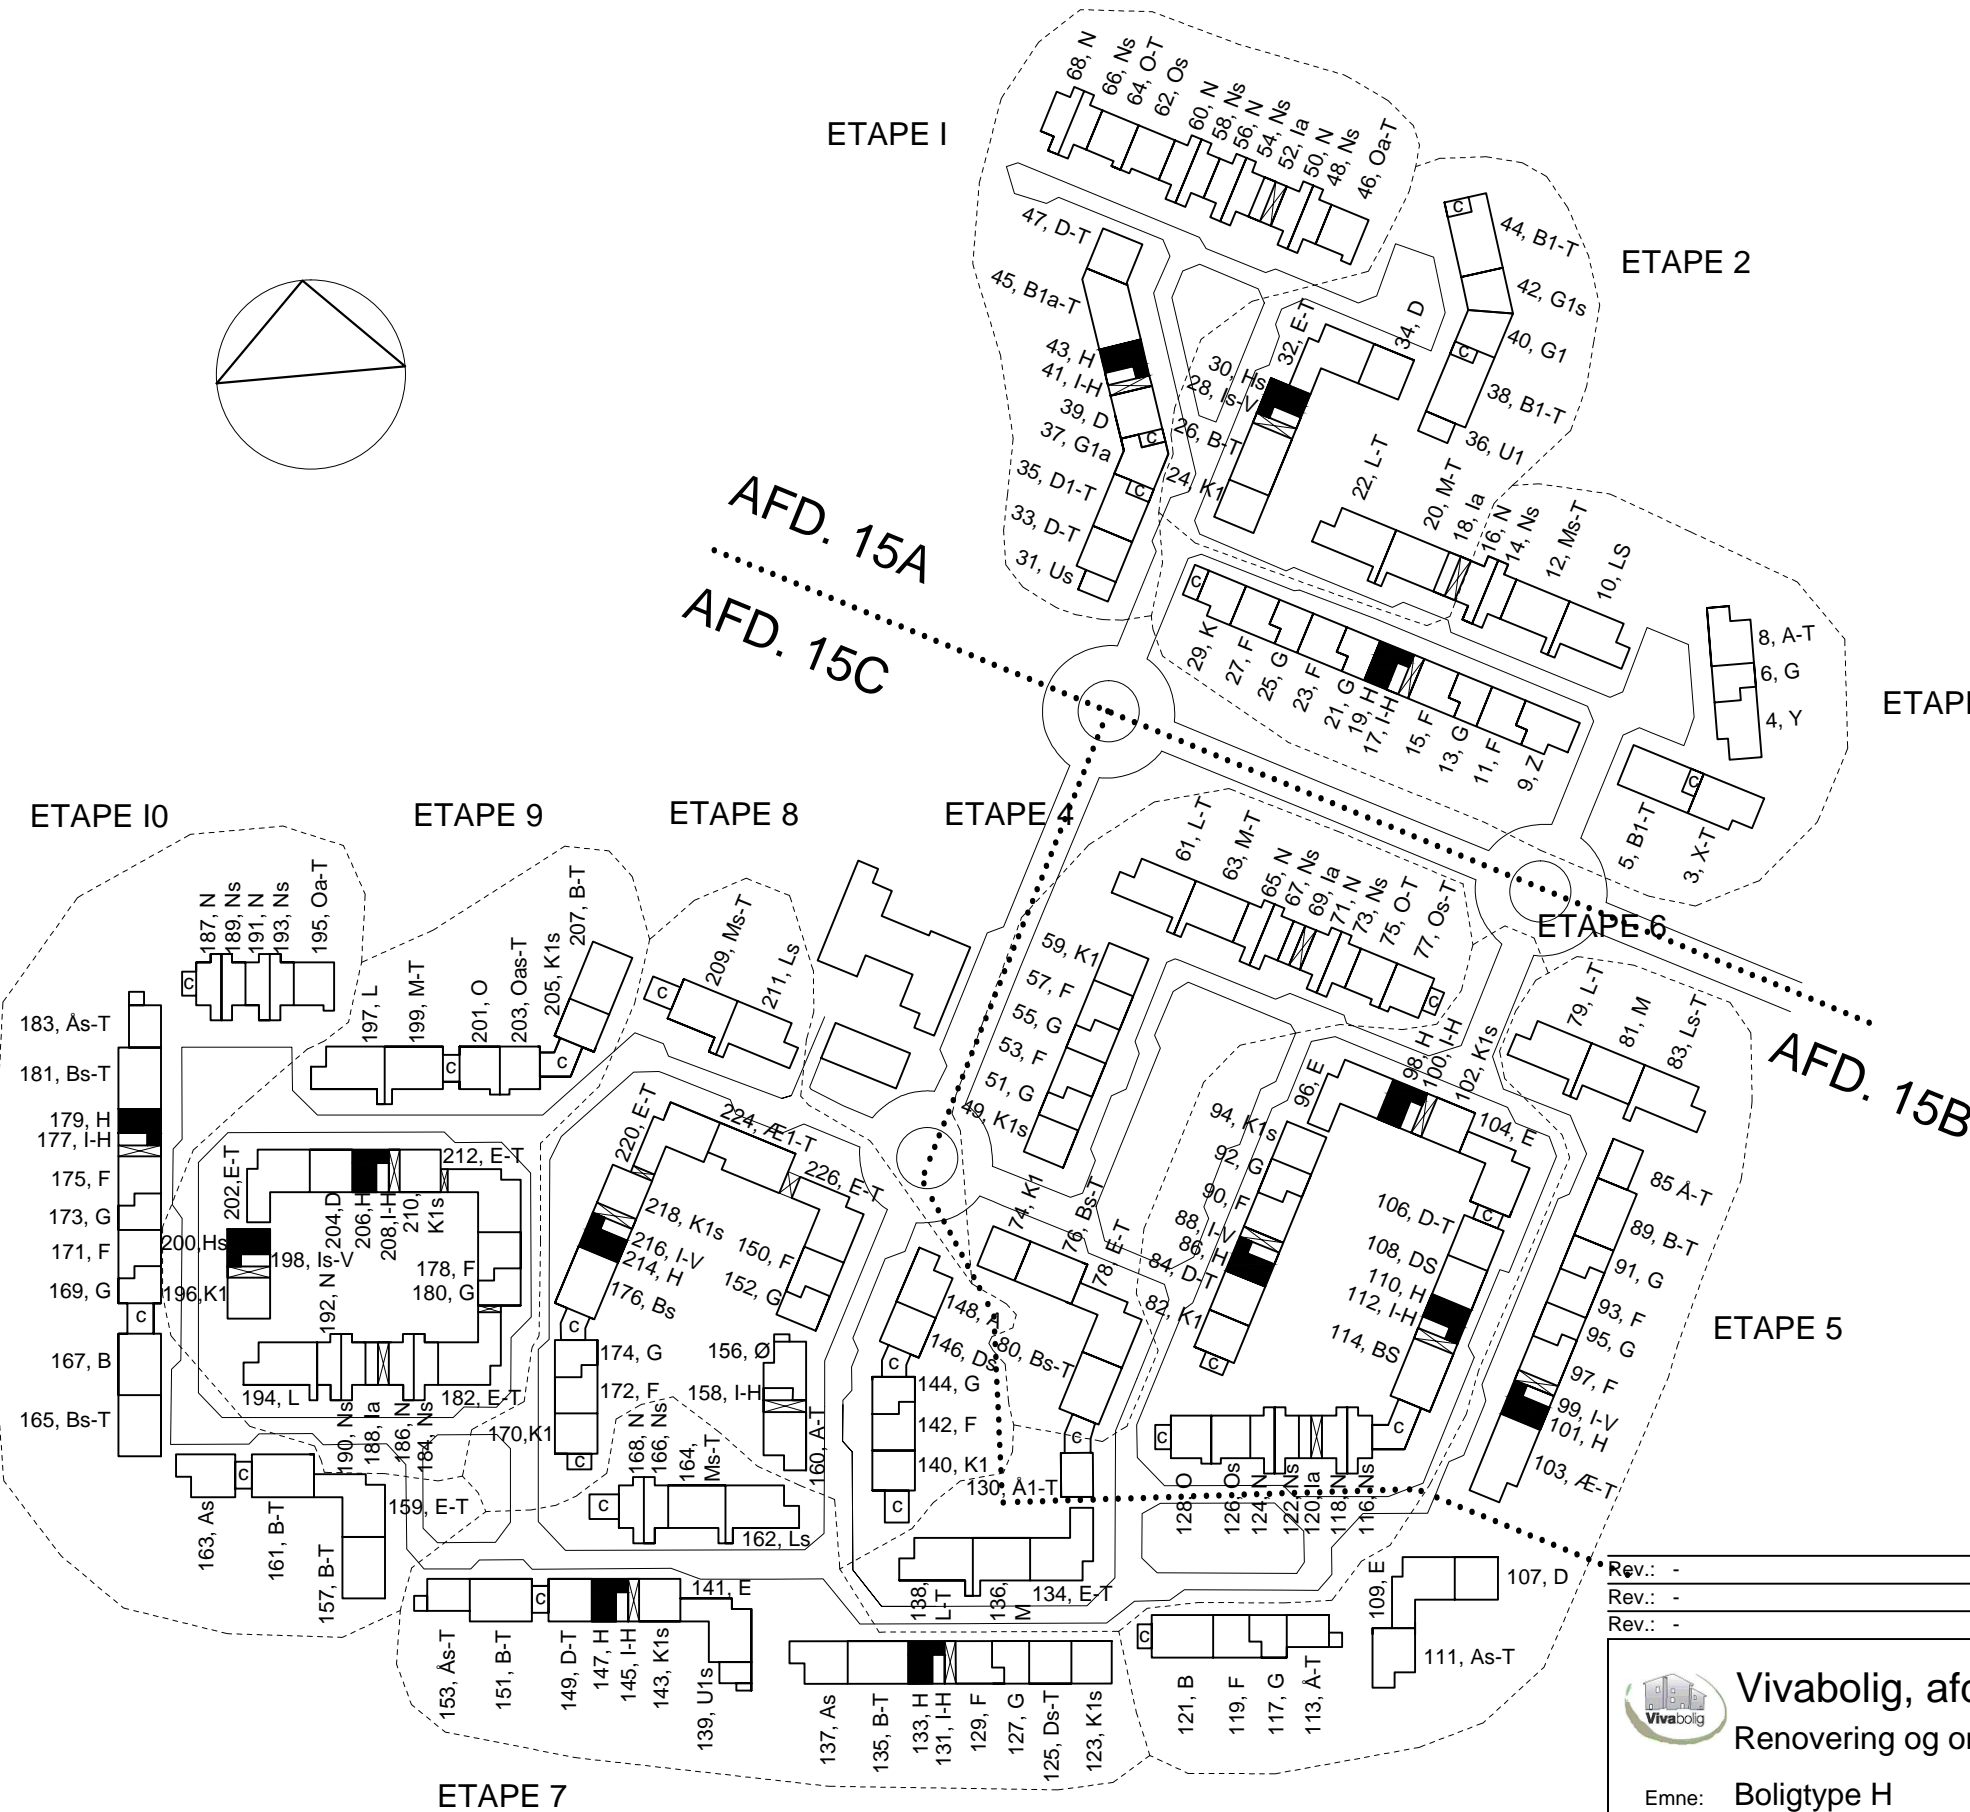 ETAPE I
68, N
66, Ns
64, O-T
62, Os
60, N
58, Ns
56, N
54, Ns
52, Ia
50, N
48, Ns
46, Oa-T
47, D-T
45, B1a-T
43, H
41, I-H
39, D
37, G1a
35, D1-T
33, D-T
31, Us
C
C
ETAPE 2
C
44, B1-T
42, G1s
40, G1
C
38, B1-T
36, U1
34, D
32, E-T
30, Hs
28, Is-V
26, B-T
24, K1
22, L-T
20, M-T
18, Ia
16, N
14, Ns
12, Ms-T
10, LS
8, A-T
6, G
4, Y
ETAPE
C
29, K
27, F
25, G
23, F
21, G
19, H
17, I-H
15, F
13, G
11, F
9, Z
C
5, B1-T
3, X-T
AFD. 15A
AFD. 15C
AFD. 15B
ETAPE 4
61, L-T
63, M-T
65, N
67, Ns
69, Ia
71, N
73, Ns
75, O-T
77, Os-T
C
59, K1
57, F
55, G
53, F
51, G
49, K1s
ETAPE 6
96, E
98, H
100, I-H
102, K1s
104, E
94, K1s
92, G
90, F
88, I-V
86, H
84, D-T
82, K1
C
C
106, D-T
108, DS
110, H
112, I-H
114, BS
C
C
128, O
126, Os
124, N
122, Ns
120, Ia
118, N
116, Ns
74, K1
76, Bs-T
78, E-T
80, Bs-T
C
130, Å1-T
ETAPE 5
79, L-T
81, M
83, Ls-T
85 Å-T
89, B-T
91, G
93, F
95, G
97, F
99, I-V
101, H
103, Æ-T
107, D
109, E
111, As-T
C
121, B
119, F
117, G
113, Å-T
ETAPE 8
C
209, Ms-T
211, Ls
220, E-T
224, Æ1-T
226, E-T
218, K1s
216, I-V
214, H
176, Bs
150, F
152, G
C
174, G
172, F
170,K1
C
156, Ø
158, I-H
160, A-T
C
168, N
166, Ns
164,
Ms-T
162, Ls
148, A
146, Ds
C
144, G
142, F
140, K1
C
138,
L-T
136,
M
134, E-T
ETAPE 9
197, L
199, M-T
C
201, O
203, Oas-T
205, K1s
C
207, B-T
202,E-T
204,D
206,H
208,I-H
210,
K1s
212, E-T
200,Hs
198, Is-V
196,K1
178, F
180, G
194, L
192, N
190, Ns
188, Ia
186, N
184, Ns
182, E-T
ETAPE I0
C
187, N
189, Ns
191, N
193, Ns
195, Oa-T
183, Ås-T
181, Bs-T
179, H
177, I-H
175, F
173, G
171, F
169, G
C
167, B
165, Bs-T
C
163, As
161, B-T
159, E-T
157, B-T
ETAPE 7
C
153, Ås-T
151, B-T
149, D-T
147, H
145, I-H
143, K1s
141, E
139, U1s
137, As
135, B-T
133, H
131, I-H
129, F
127, G
125, Ds-T
123, K1s
Rev.: -
Rev.: -
Rev.: -
Vivabolig
Vivabolig, afd
Renovering og
Emne: Boligtype H